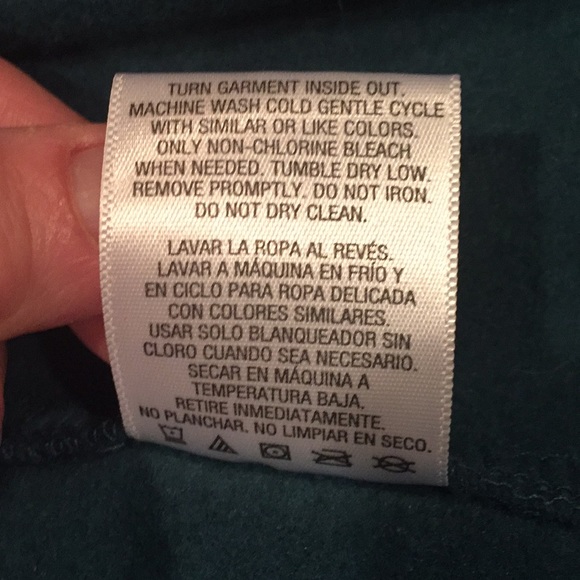 TURN GARMENT INSIDE OUT.
MACHINE WASH COLD GENTLE CYCLE
WITH SIMILAR OR LIKE COLORS.
ONLY NON-CHLORINE BLEACH
WHEN NEEDED. TUMBLE DRY LOW.
REMOVE PROMPTLY. DO NOT IRON.
DO NOT DRY CLEAN.
LAVAR LA ROPA AL REVÉS.
LAVAR A MÁQUINA EN FRÍO Y
EN CICLO PARA ROPA DELICADA
CON COLORES SIMILARES.
USAR SOLO BLANQUEADOR SIN
CLORO CUANDO SEA NECESARIO.
SECAR EN MÁQUINA A
TEMPERATURA BAJA.
RETIRE INMEDIATAMENTE.
NO PLANCHAR. NO LIMPIAR EN SECO.